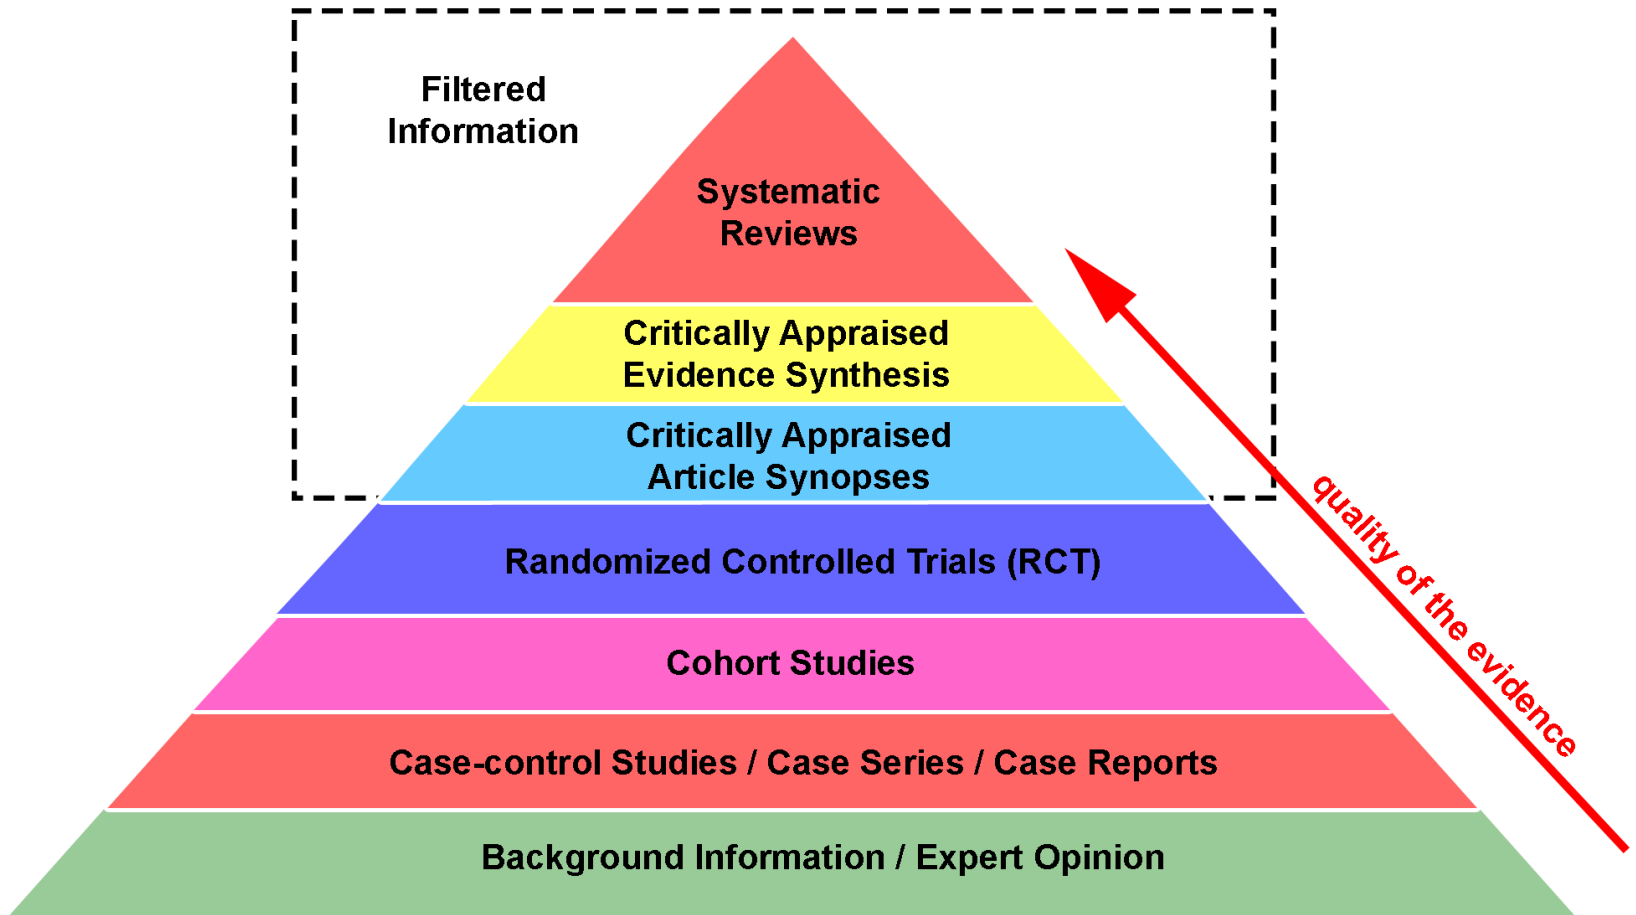 Filtered
Information
Systematic
Reviews
Critically Appraised
Evidence Synthesis
Critically Appraised
Article Synopses
Randomized Controlled Trials (RCT)
Cohort Studies
Case-control Studies / Case Series / Case Reports
Background Information / Expert Opinion
quality of the evidence